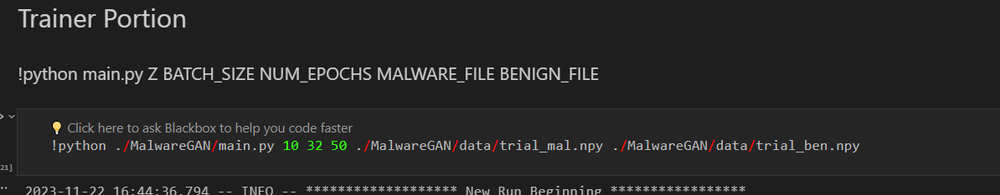 Trainer Portion
!python main.py Z BATCH_SIZE NUM_EPOCHS MALWARE_FILE BENIGN_FILE
Click here to ask Blackbox to help you code faster
!python ./MalwareGAN/main.py 10 32 50 ./MalwareGAN/data/trial_mal.npy ./MalwareGAN/data/trial_ben.npy
21]
2023-11-22 16:44:36,794 -- INFO -- ******************* New Run Beginning *****************